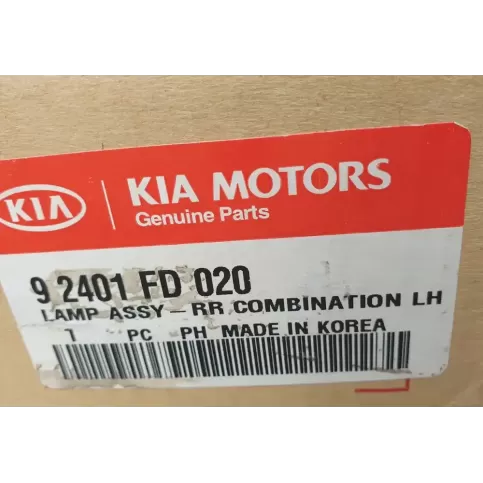 KIA
KIA MOTORS
Genuine Parts
9 2401 FD 020
LAMP ASSY-RR COMBINATION LH
1 PC PH MADE IN KOREA